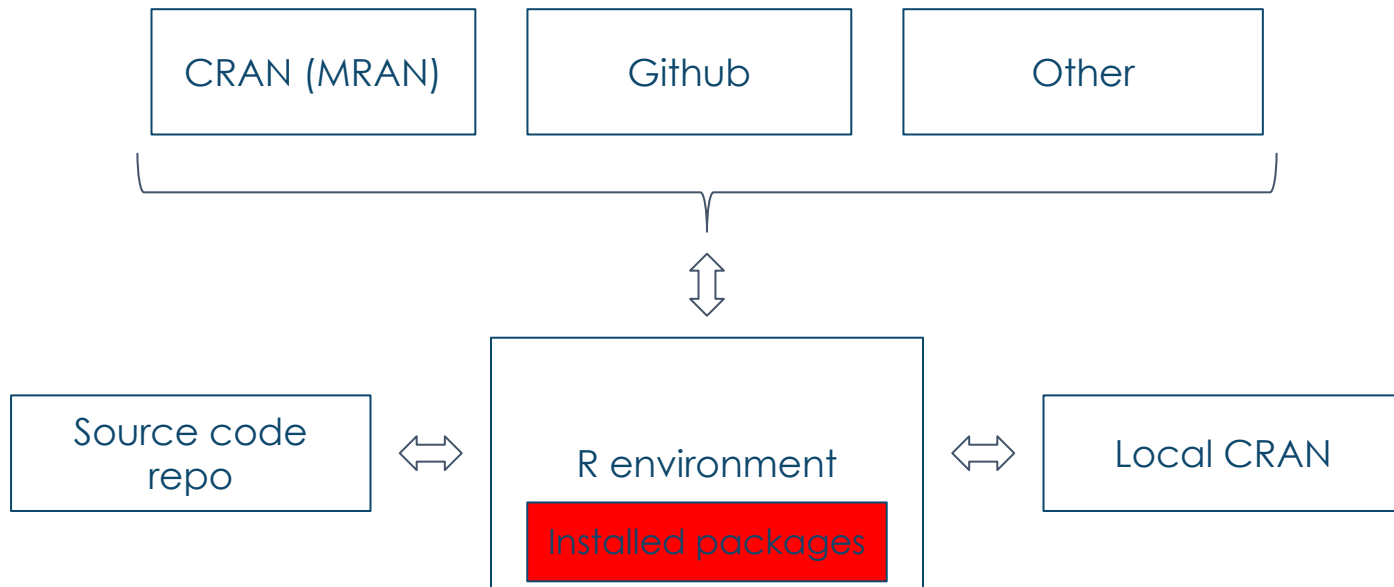 CRAN (MRAN)
Github
Other
Source code
repo
R environment
Local CRAN
Installed packages